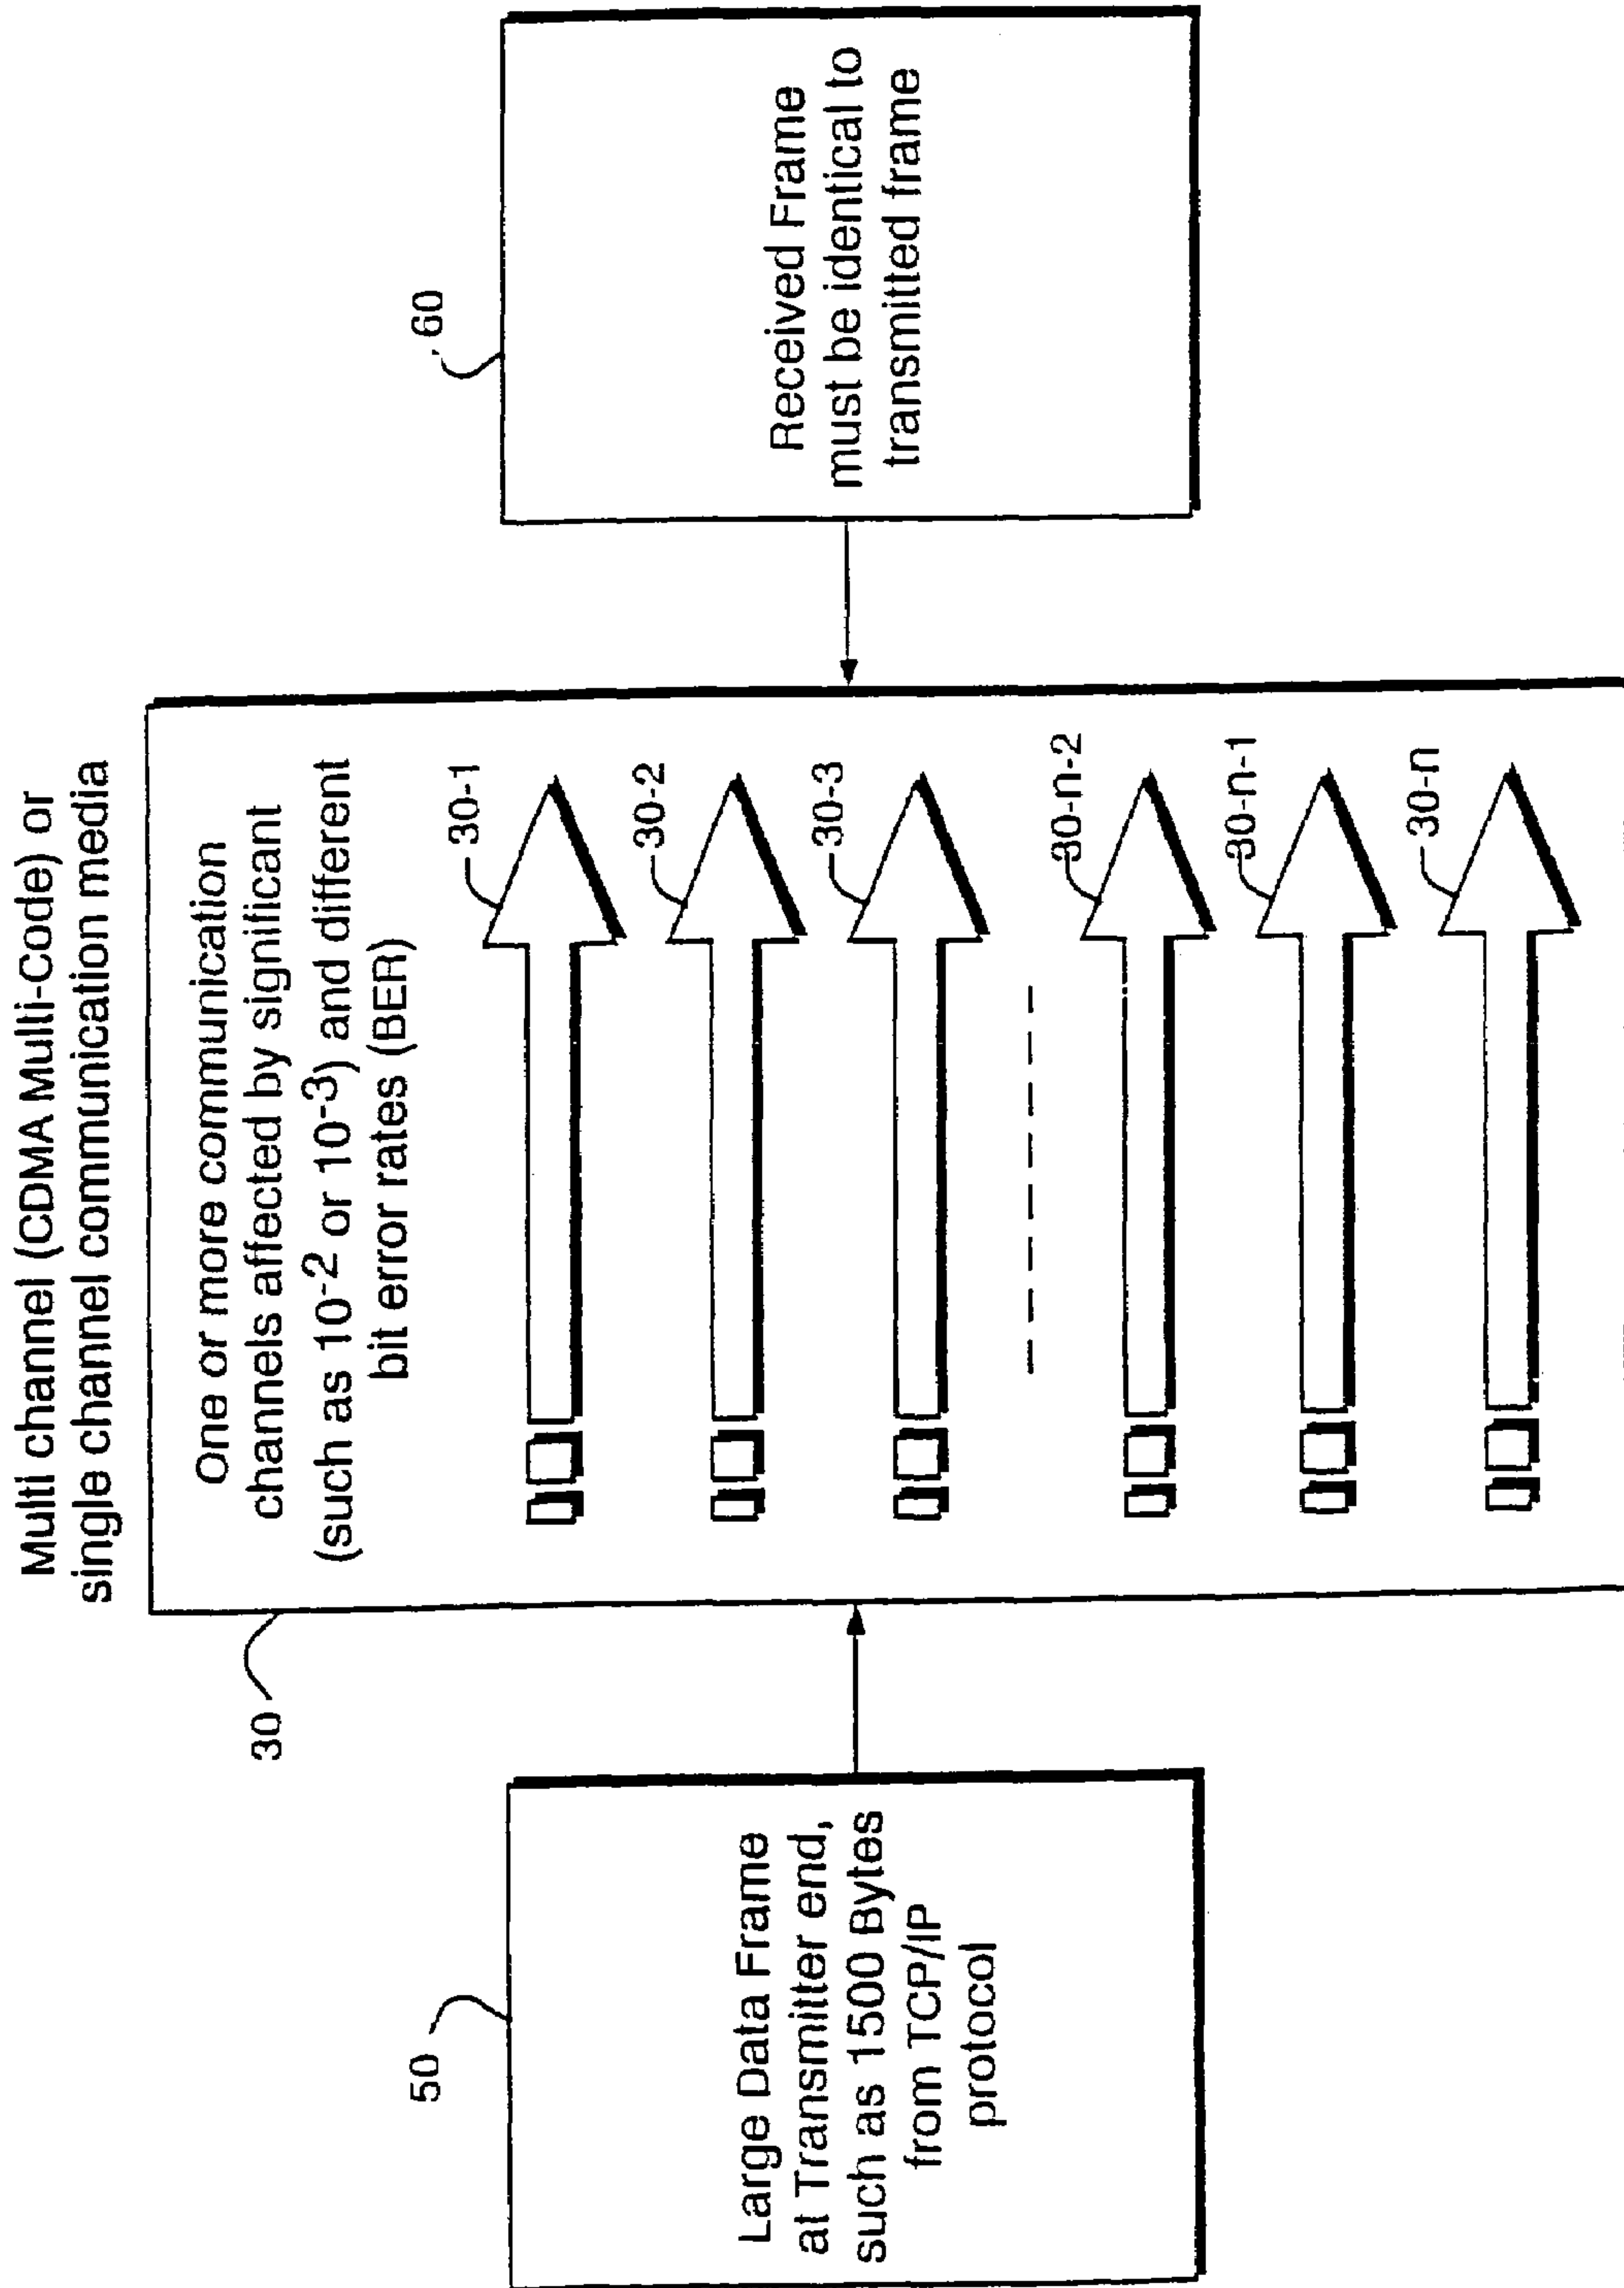 Multi channel (CDMA Multi-Code) or
single channel communication media
30
One or more communication
channels affected by significant
(such as 10⁻² or 10⁻³) and different
bit error rates (BER)
30-1
30-2
30-3
30-n-2
30-n-1
30-n
50
Large Data Frame
at Transmitter end,
such as 1500 Bytes
from TCP/IP
protocol
60
Received Frame
must be identical to
transmitted frame